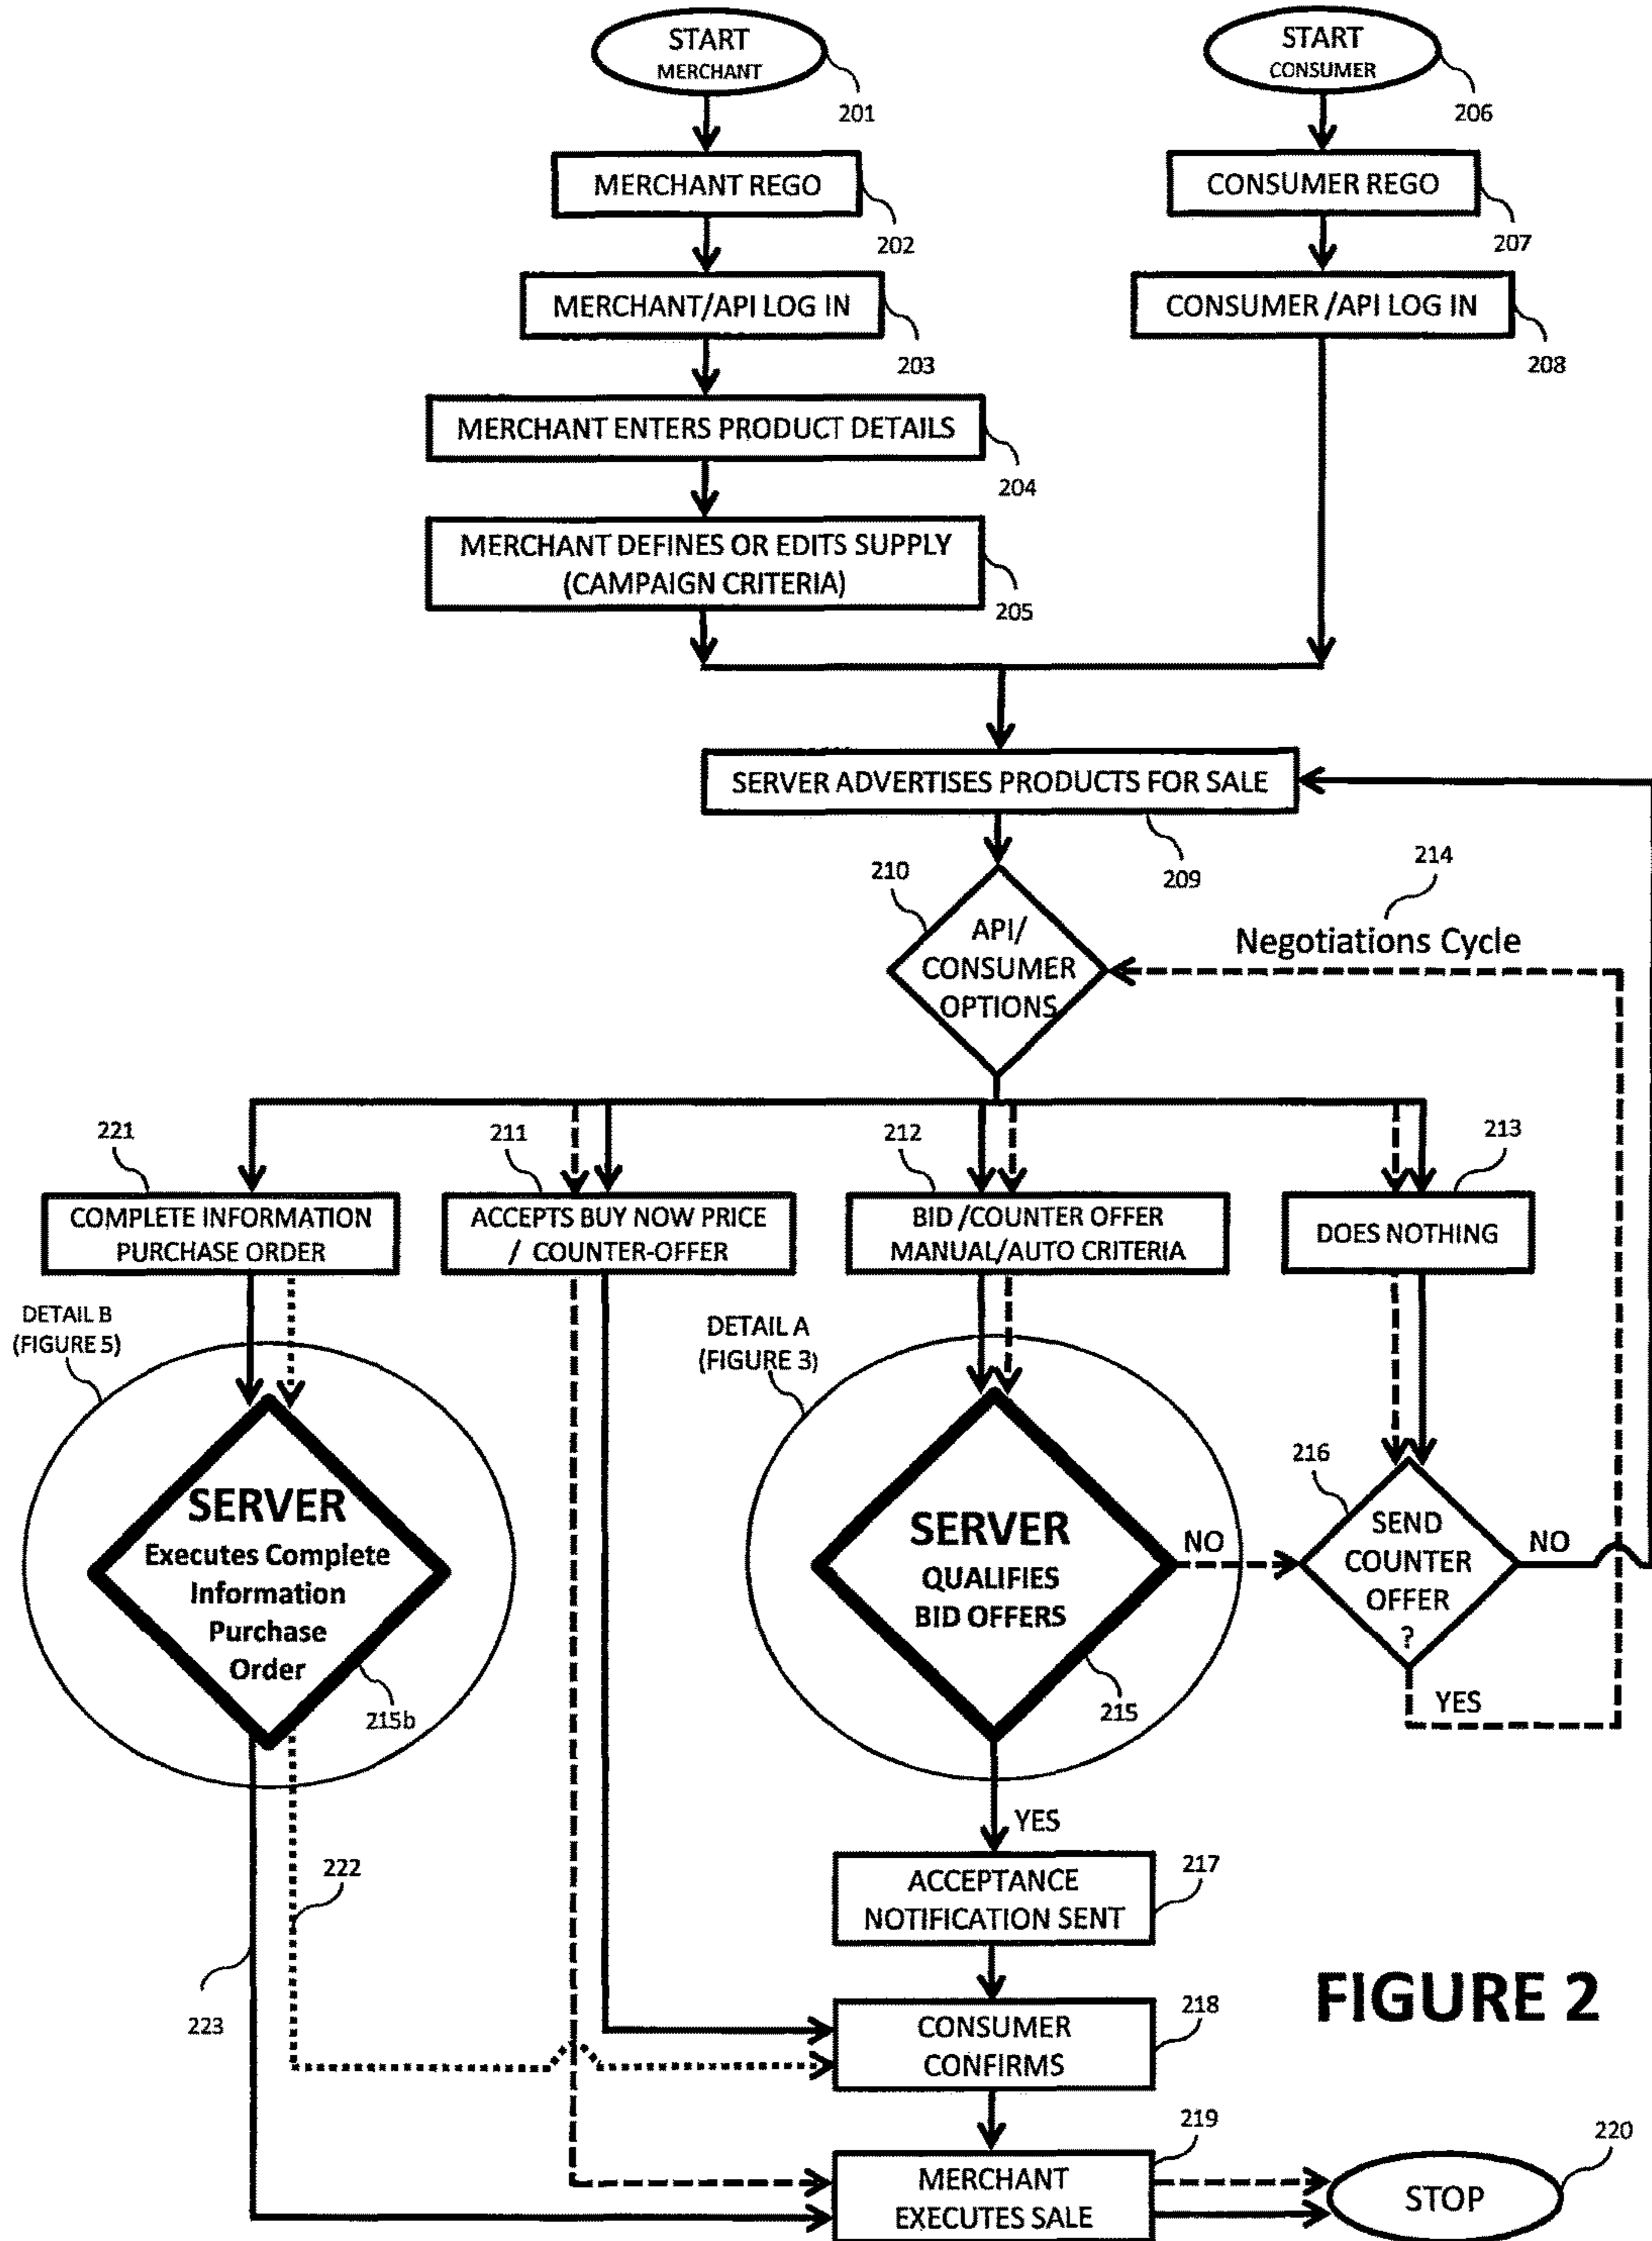 START
MERCHANT
201
START
CONSUMER
206
MERCHANT REGO
202
CONSUMER REGO
207
MERCHANT/API LOG IN
203
CONSUMER /API LOG IN
208
MERCHANT ENTERS PRODUCT DETAILS
204
MERCHANT DEFINES OR EDITS SUPPLY
(CAMPAIGN CRITERIA)
205
SERVER ADVERTISES PRODUCTS FOR SALE
209
210
API/
CONSUMER
OPTIONS
214
Negotiations Cycle
221
COMPLETE INFORMATION
PURCHASE ORDER
211
ACCEPTS BUY NOW PRICE
/ COUNTER-OFFER
212
BID /COUNTER OFFER
MANUAL/AUTO CRITERIA
213
DOES NOTHING
DETAIL B
(FIGURE 5)
SERVER
Executes Complete
Information
Purchase
Order
215b
DETAIL A
(FIGURE 3)
SERVER
QUALIFIES
BID OFFERS
215
NO
216
SEND
COUNTER
OFFER
?
NO
YES
YES
222
223
ACCEPTANCE
NOTIFICATION SENT
217
CONSUMER
CONFIRMS
218
FIGURE 2
MERCHANT
EXECUTES SALE
219
STOP
220